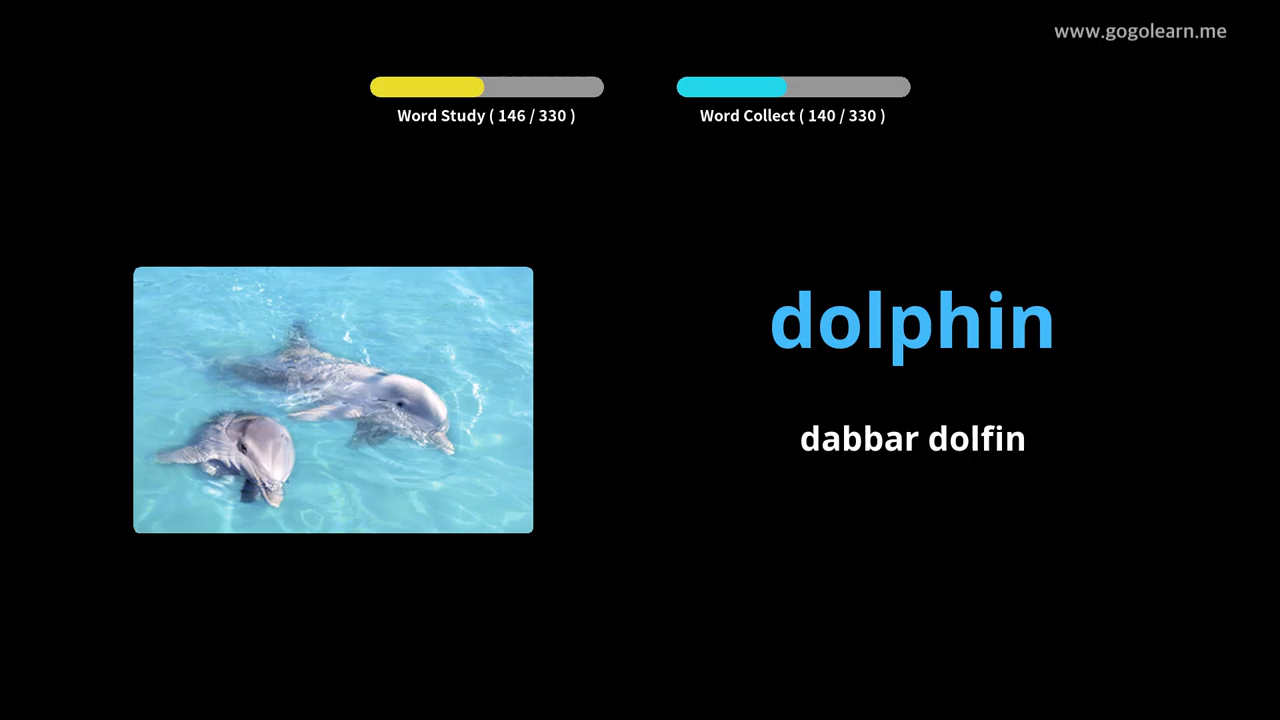 www.gogolearn.me
Word Study ( 146 / 330 )
Word Collect ( 140 / 330 )
dolphin
dabbar dolfin